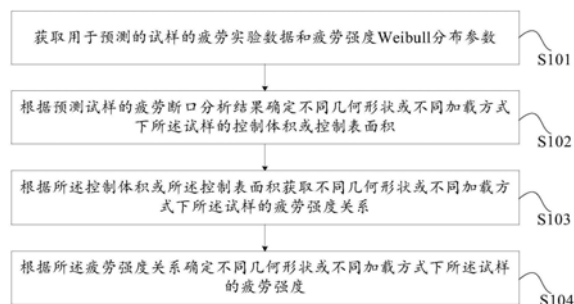 获取用于预测的试样的疲劳实验数据和疲劳强度Weibull分布参数
S101
根据预测试样的疲劳断口分析结果确定不同几何形状或不同加载方式
下所述试样的控制体积或控制表面积
S102
根据所述控制体积或所述控制表面积获取不同几何形状或不同加载方
式下所述试样的疲劳强度关系
S103
根据所述疲劳强度关系确定不同几何形状或不同加载方式下所述试样
的疲劳强度
S104